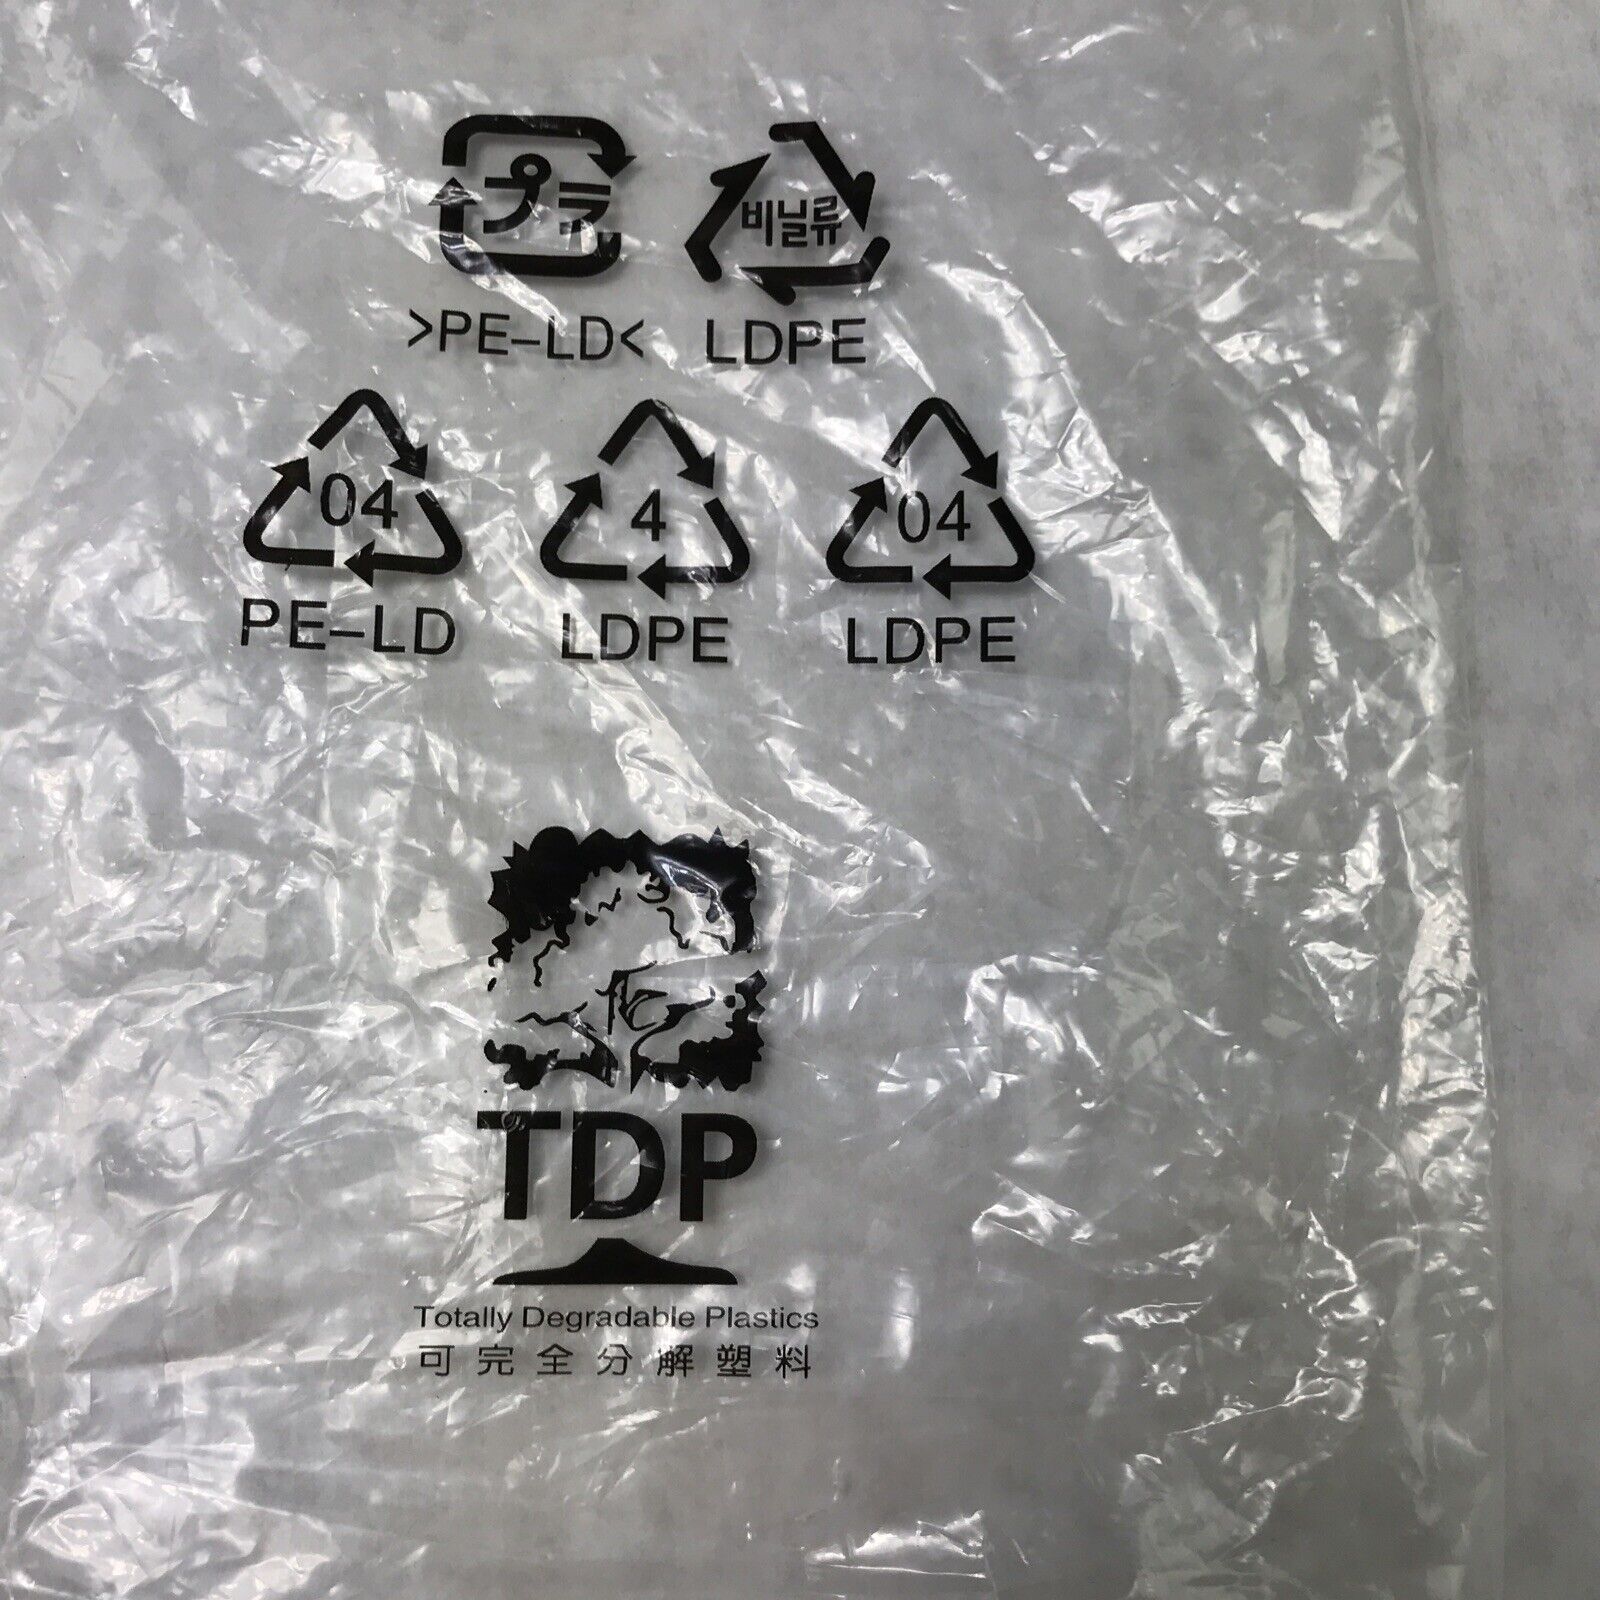 プラ 비닐류
>PE-LD< LDPE
04 4 04
PE-LD LDPE LDPE
TDP
Totally Degradable Plastics
可完全分解塑料